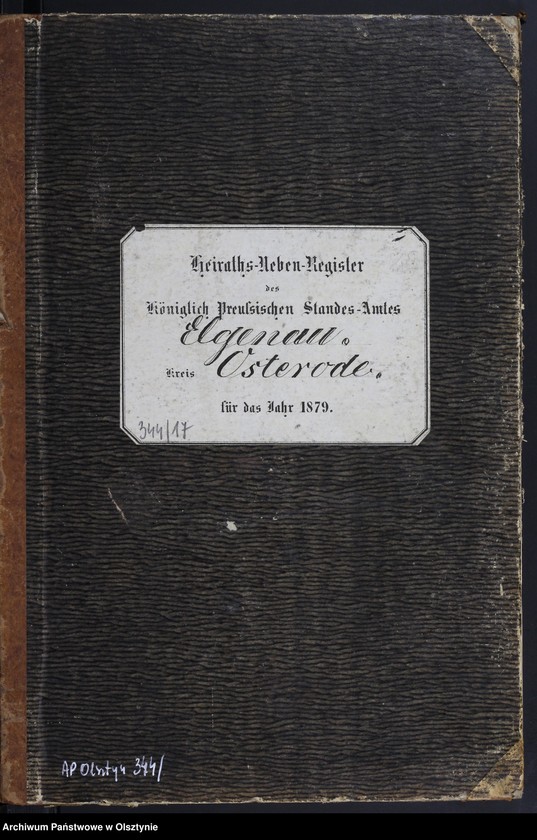 Heiraths-Neben-Register
des
Königlich Preußischen Standes-Amtes
Elgenau.
Kreis Osterode.
für das Jahr 1879.
344/17
AP Olsztyn 344/
Archiwum Państwowe w Olsztynie